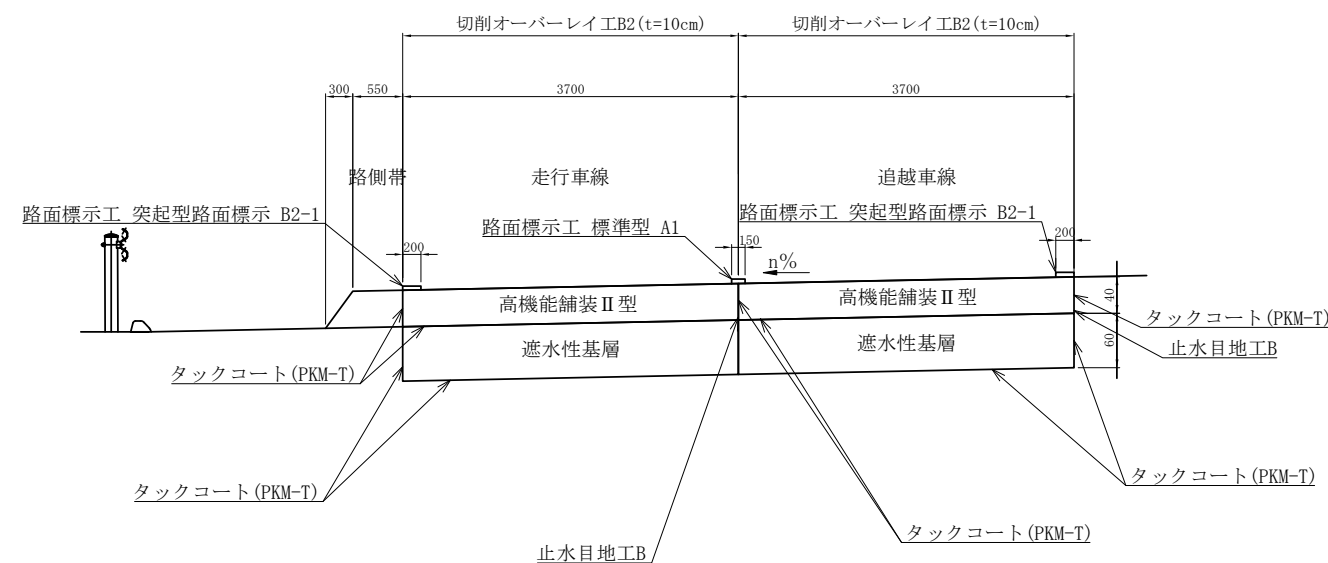 切削オーバーレイ工B2(t=10cm)
切削オーバーレイ工B2(t=10cm)
300
550
3700
3700
路側帯
走行車線
追越車線
路面標示工 突起型路面標示 B2-1
路面標示工 標準型 A1
路面標示工 突起型路面標示 B2-1
200
150
200
n%
高機能舗装Ⅱ型
高機能舗装Ⅱ型
40
タックコート(PKM-T)
遮水性基層
遮水性基層
60
止水目地工B
タックコート(PKM-T)
タックコート(PKM-T)
タックコート(PKM-T)
タックコート(PKM-T)
止水目地工B